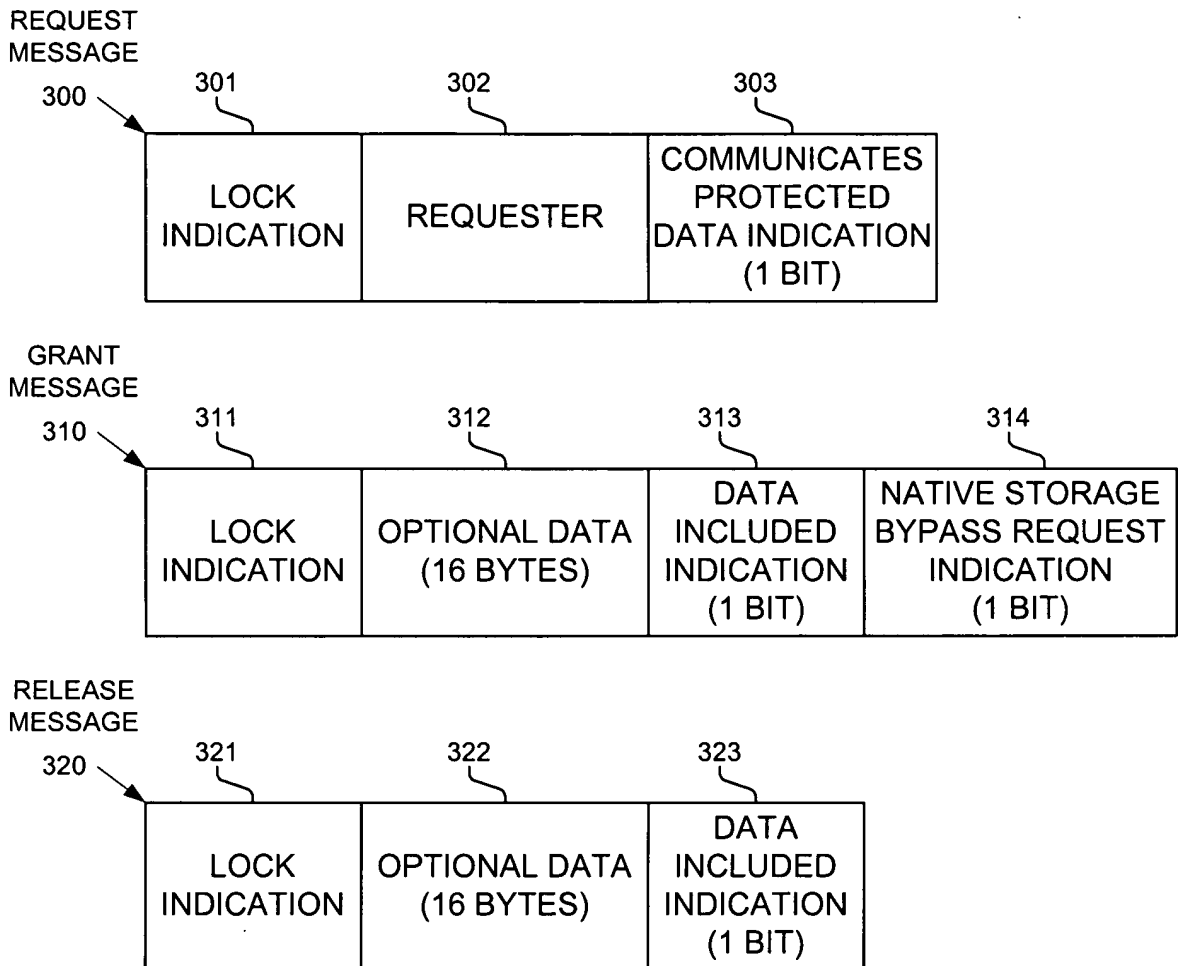 REQUEST
MESSAGE
300
301
302
303
LOCK
INDICATION
REQUESTER
COMMUNICATES
PROTECTED
DATA INDICATION
(1 BIT)
GRANT
MESSAGE
310
311
312
313
314
LOCK
INDICATION
OPTIONAL DATA
(16 BYTES)
DATA
INCLUDED
INDICATION
(1 BIT)
NATIVE STORAGE
BYPASS REQUEST
INDICATION
(1 BIT)
RELEASE
MESSAGE
320
321
322
323
LOCK
INDICATION
OPTIONAL DATA
(16 BYTES)
DATA
INCLUDED
INDICATION
(1 BIT)